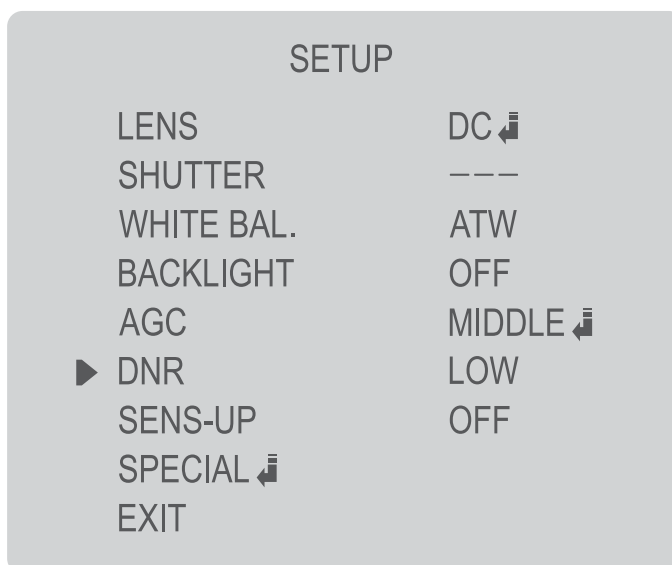 SETUP
LENS DC
SHUTTER ---
WHITE BAL. ATW
BACKLIGHT OFF
AGC MIDDLE
DNR LOW
SENS-UP OFF
SPECIAL
EXIT